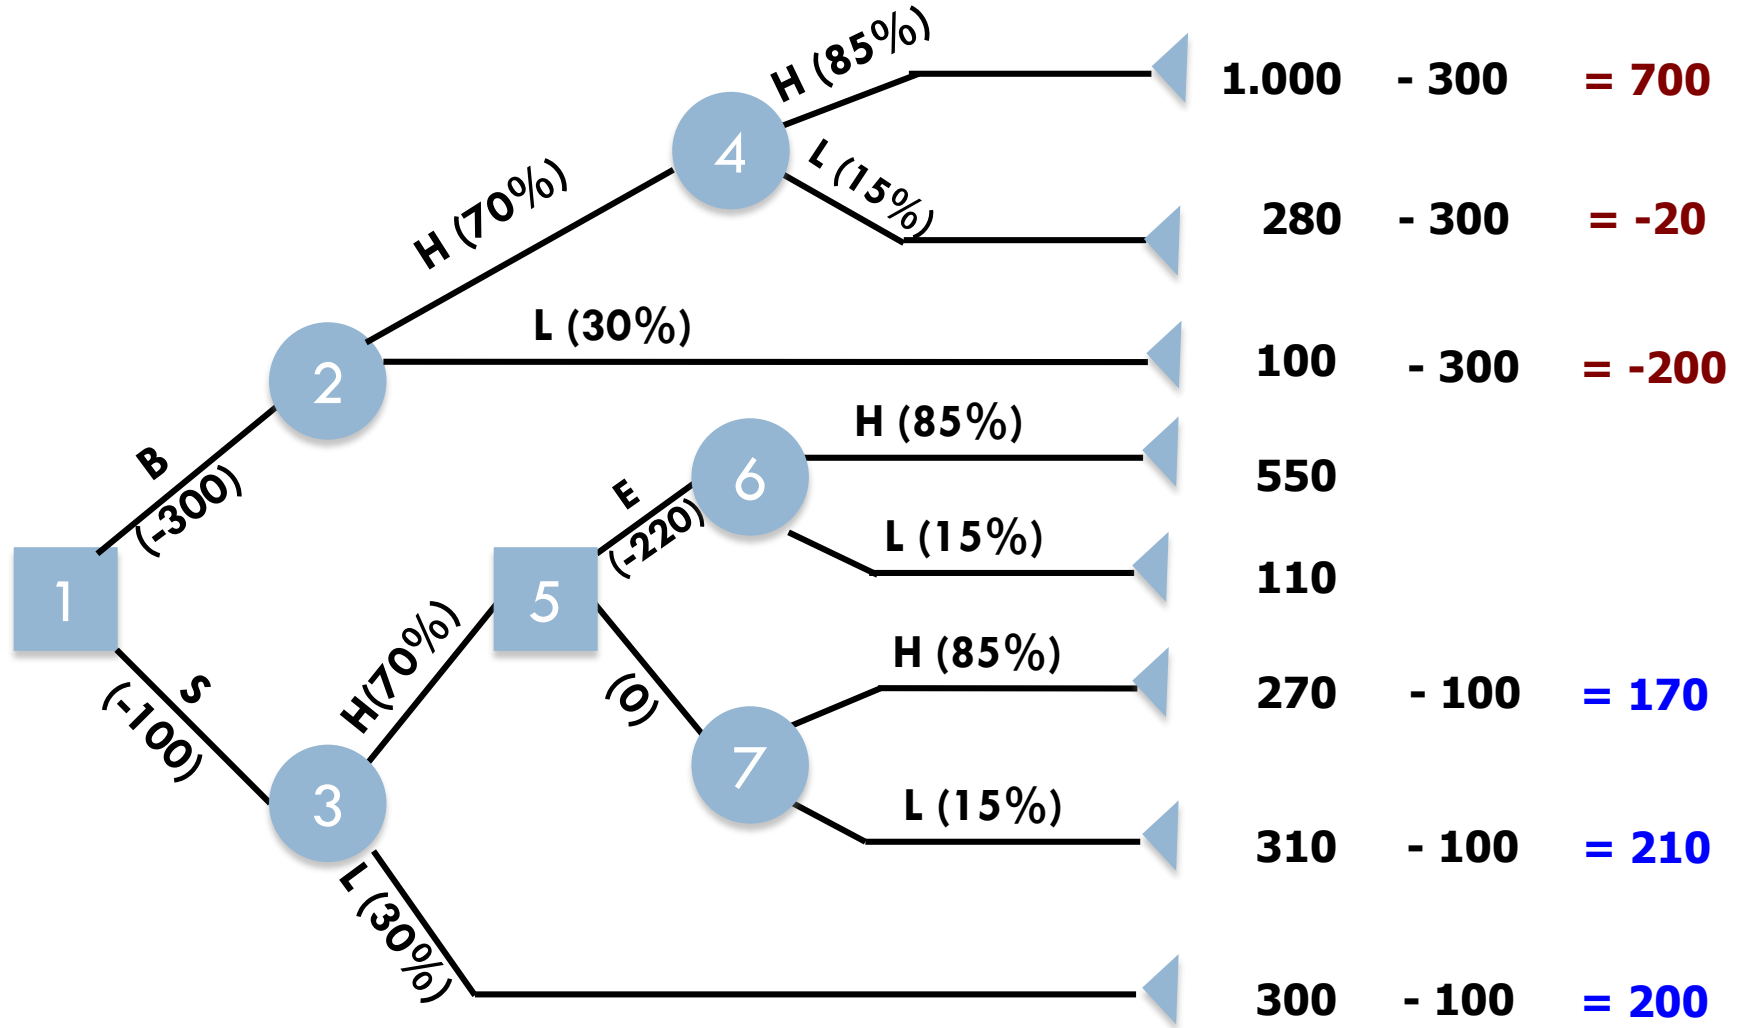 H (85%)
1.000 - 300 = 700
4
L (15%)
H (70%)
280 - 300 = -20
L (30%)
100 - 300 = -200
2
H (85%)
B
(-300)
E
(-220)
6
550
L (15%)
110
1
5
H(70%)
H (85%)
S
(-100)
(0)
270 - 100 = 170
7
3
L (15%)
310 - 100 = 210
L (30%)
300 - 100 = 200